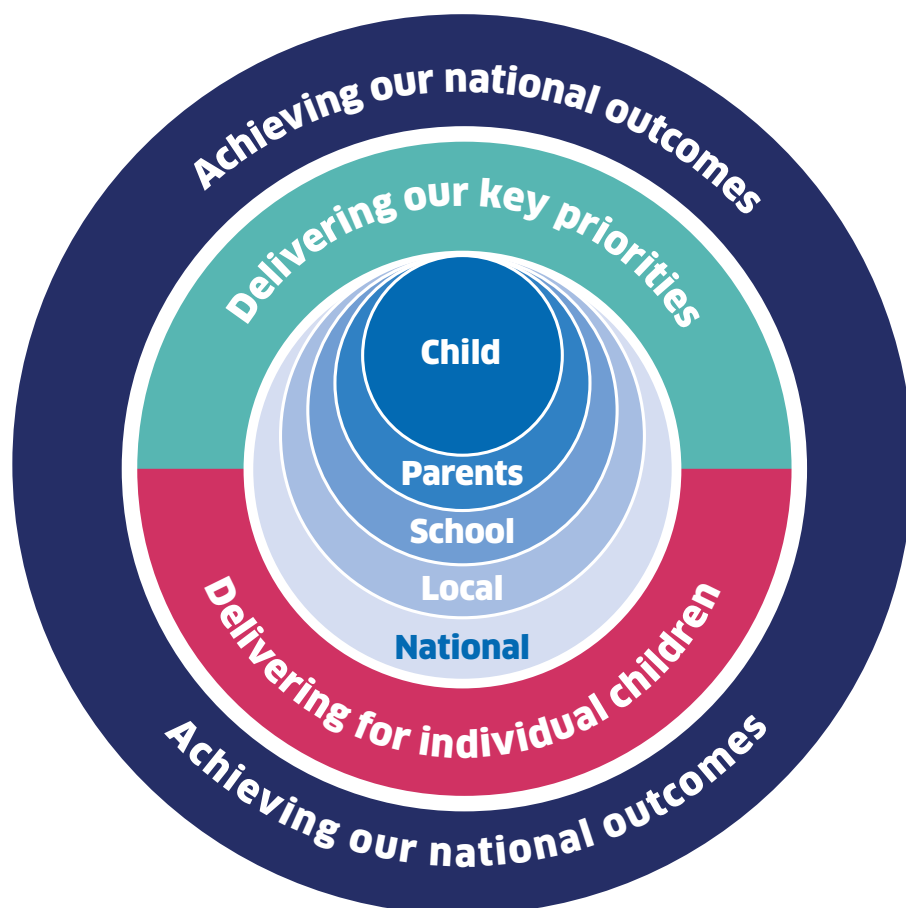 Achieving our national outcomes
Delivering our key priorities
Child
Parents
School
Local
National
Delivering for individual children
Achieving our national outcomes